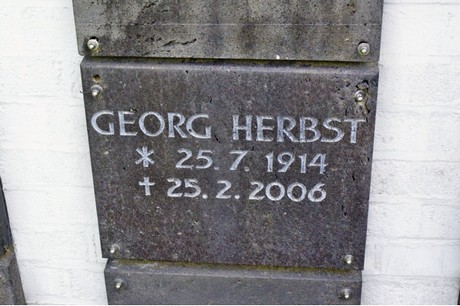 GEORG HERBST
* 25. 7. 1914
† 25. 2. 2006